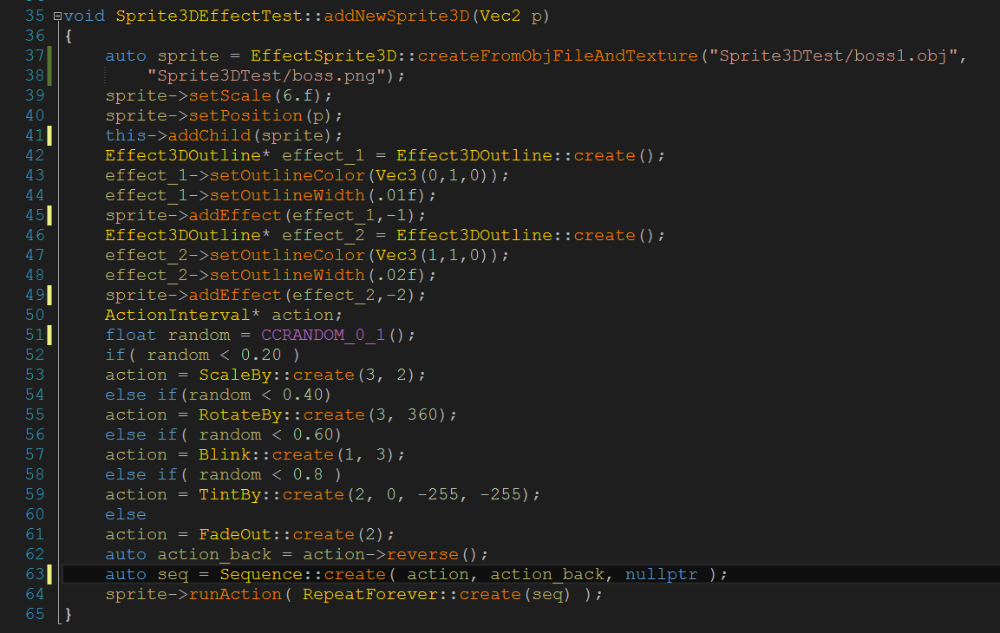 35 void Sprite3DEffectTest::addNewSprite3D(Vec2 p)
36 {
37 auto sprite = EffectSprite3D::createFromObjFileAndTexture("Sprite3DTest/boss1.obj",
38 "Sprite3DTest/boss.png");
39 sprite->setScale(6.f);
40 sprite->setPosition(p);
41 this->addChild(sprite);
42 Effect3DOutline* effect_1 = Effect3DOutline::create();
43 effect_1->setOutlineColor(Vec3(0,1,0));
44 effect_1->setOutlineWidth(.01f);
45 sprite->addEffect(effect_1,-1);
46 Effect3DOutline* effect_2 = Effect3DOutline::create();
47 effect_2->setOutlineColor(Vec3(1,1,0));
48 effect_2->setOutlineWidth(.02f);
49 sprite->addEffect(effect_2,-2);
50 ActionInterval* action;
51 float random = CCRANDOM_0_1();
52 if( random < 0.20 )
53 action = ScaleBy::create(3, 2);
54 else if(random < 0.40)
55 action = RotateBy::create(3, 360);
56 else if( random < 0.60)
57 action = Blink::create(1, 3);
58 else if( random < 0.8 )
59 action = TintBy::create(2, 0, -255, -255);
60 else
61 action = FadeOut::create(2);
62 auto action_back = action->reverse();
63 auto seq = Sequence::create( action, action_back, nullptr );
64 sprite->runAction( RepeatForever::create(seq) );
65 }